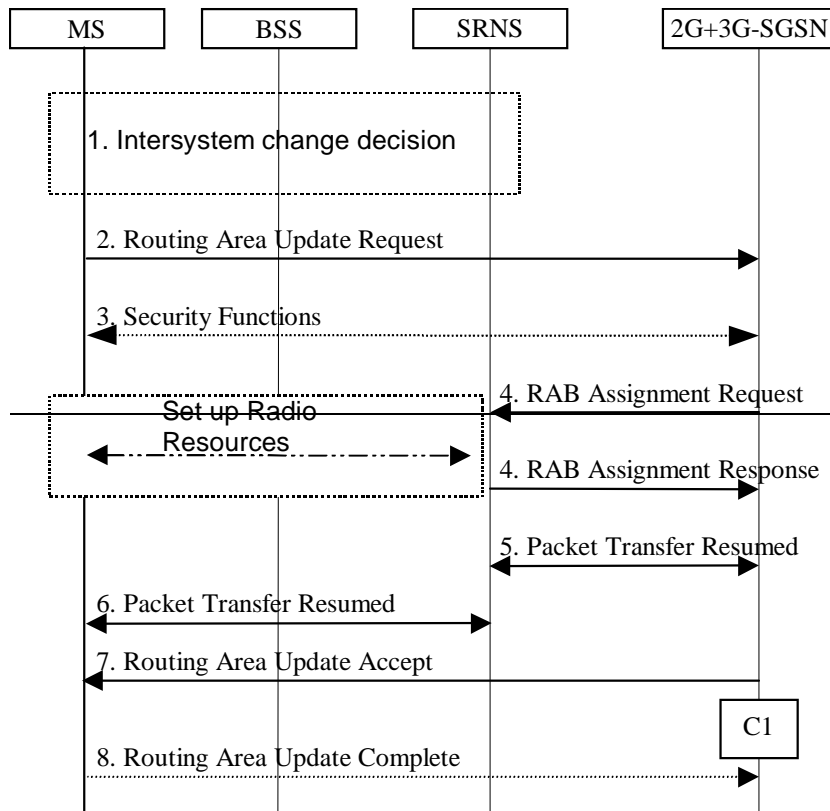 MS
BSS
SRNS
2G+3G-SGSN
1. Intersystem change decision
2. Routing Area Update Request
3. Security Functions
Set up Radio
Resources
4. RAB Assignment Request
4. RAB Assignment Response
5. Packet Transfer Resumed
6. Packet Transfer Resumed
7. Routing Area Update Accept
C1
8. Routing Area Update Complete